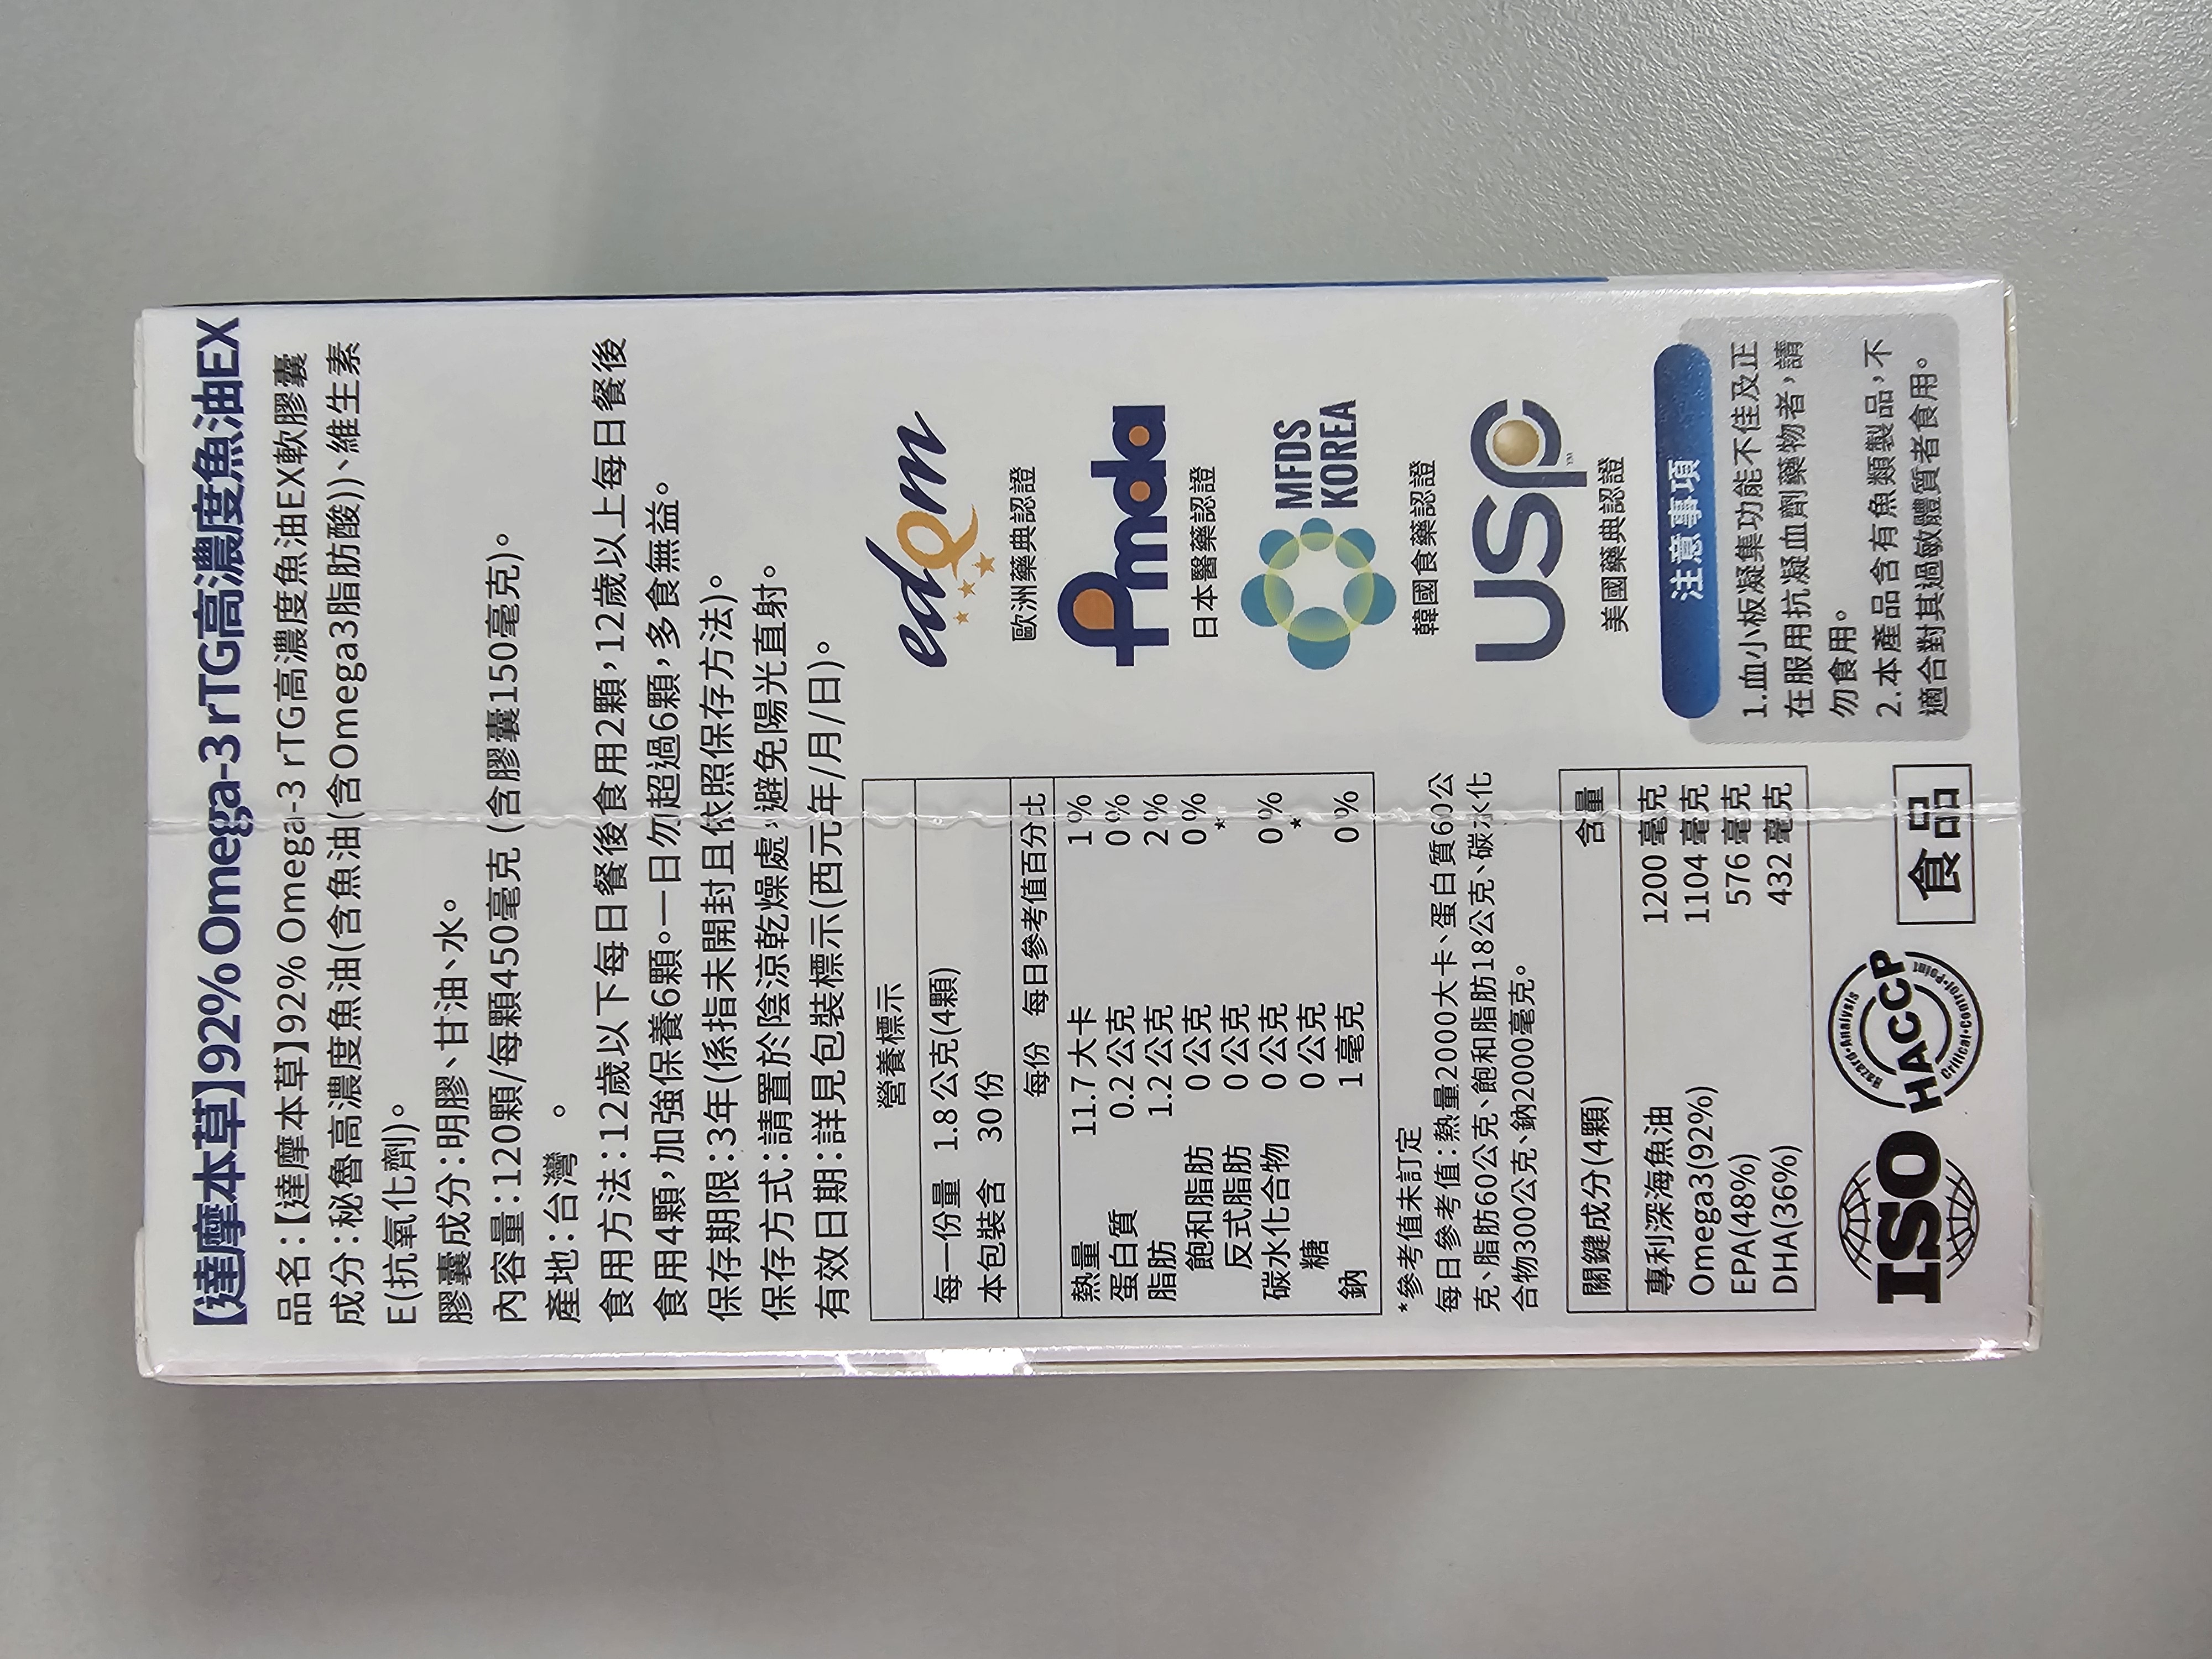 【達摩本草】92% Omega-3 rTG高濃度魚油EX
品名：【達摩本草】92% Omega-3 rTG高濃度魚油EX軟膠囊
成分：秘魯高濃度魚油(含魚油(含Omega3脂肪酸))、維生素
E(抗氧化劑)。
膠囊成分：明膠、甘油、水。
內容量：120顆/每顆450毫克 (含膠囊150毫克)。
產地：台灣 。
食用方法：12歲以下每日餐後食用2顆，12歲以上每日餐後
食用4顆，加強保養6顆。一日勿超過6顆，多食無益。
保存期限：3年(係指未開封且依照保存方法)。
保存方式：請置於陰涼乾燥處，避免陽光直射。
有效日期：詳見包裝標示(西元年/月/日)。
營養標示
每一份量 1.8 公克(4顆)
本包裝含 30 份
每份 每日參考值百分比
熱量 11.7 大卡 1 %
蛋白質 0.2 公克 0 %
脂肪 1.2 公克 2 %
飽和脂肪 0 公克 0 %
反式脂肪 0 公克 *
碳水化合物 0 公克 0 %
糖 0 公克 *
鈉 1 毫克 0 %
*參考值未訂定
每日參考值：熱量2000大卡、蛋白質60公
克、脂肪60公克、飽和脂肪18公克、碳水化
合物300公克、鈉2000毫克。
關鍵成分(4顆) 含量
專利深海魚油 1200 毫克
Omega3(92%) 1104 毫克
EPA(48%) 576 毫克
DHA(36%) 432 毫克
ISO
Hazard·Analysis
HACCP
Critical·Control·Point
食品
edQm
歐洲藥典認證
Pmda
日本醫藥認證
MFDS
KOREA
韓國食藥認證
USP™
美國藥典認證
注意事項
1.血小板凝集功能不佳及正
在服用抗凝血劑藥物者，請
勿食用。
2.本產品含有魚類製品，不
適合對其過敏體質者食用。